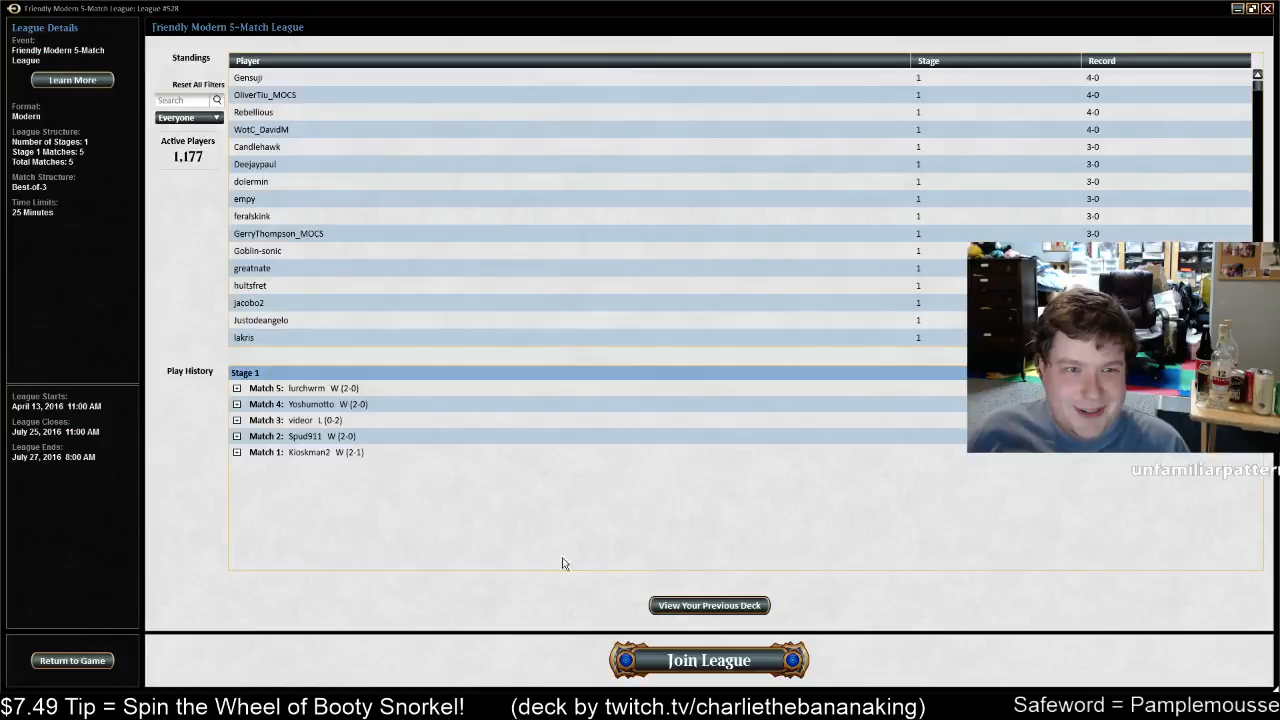 Friendly Modern 5-Match League: League #528
League Details
Event:
Friendly Modern 5-Match
League
Learn More
Format:
Modern
League Structure:
Number of Stages: 1
Stage 1 Matches: 5
Total Matches: 5
Match Structure:
Best-of-3
Time Limits:
25 Minutes
League Starts:
April 13, 2016 11:00 AM
League Closes:
July 25, 2016 11:00 AM
League Ends:
July 27, 2016 8:00 AM
Return to Game
Friendly Modern 5-Match League
Standings
Reset All Filters
Search
Everyone
Active Players
1,177
Player Stage Record
Gensuji 1 4-0
OliverTiu_MOCS 1 4-0
Rebellious 1 4-0
WotC_DavidM 1 4-0
Candlehawk 1 3-0
Deejaypaul 1 3-0
dolermin 1 3-0
empy 1 3-0
feralskink 1 3-0
GerryThompson_MOCS 1 3-0
Goblin-sonic 1
greatnate 1
hultsfret 1
Jacobo2 1
Justodeangelo 1
lakris 1
Play History
Stage 1
Match 5: lurchwrm W (2-0)
Match 4: Yoshumotto W (2-0)
Match 3: videor L (0-2)
Match 2: Spud911 W (2-0)
Match 1: Kioskman2 W (2-1)
unfamiliarpatter
View Your Previous Deck
Join League
$7.49 Tip = Spin the Wheel of Booty Snorkel! (deck by twitch.tv/charliethebananaking) Safeword = Pamplemousse